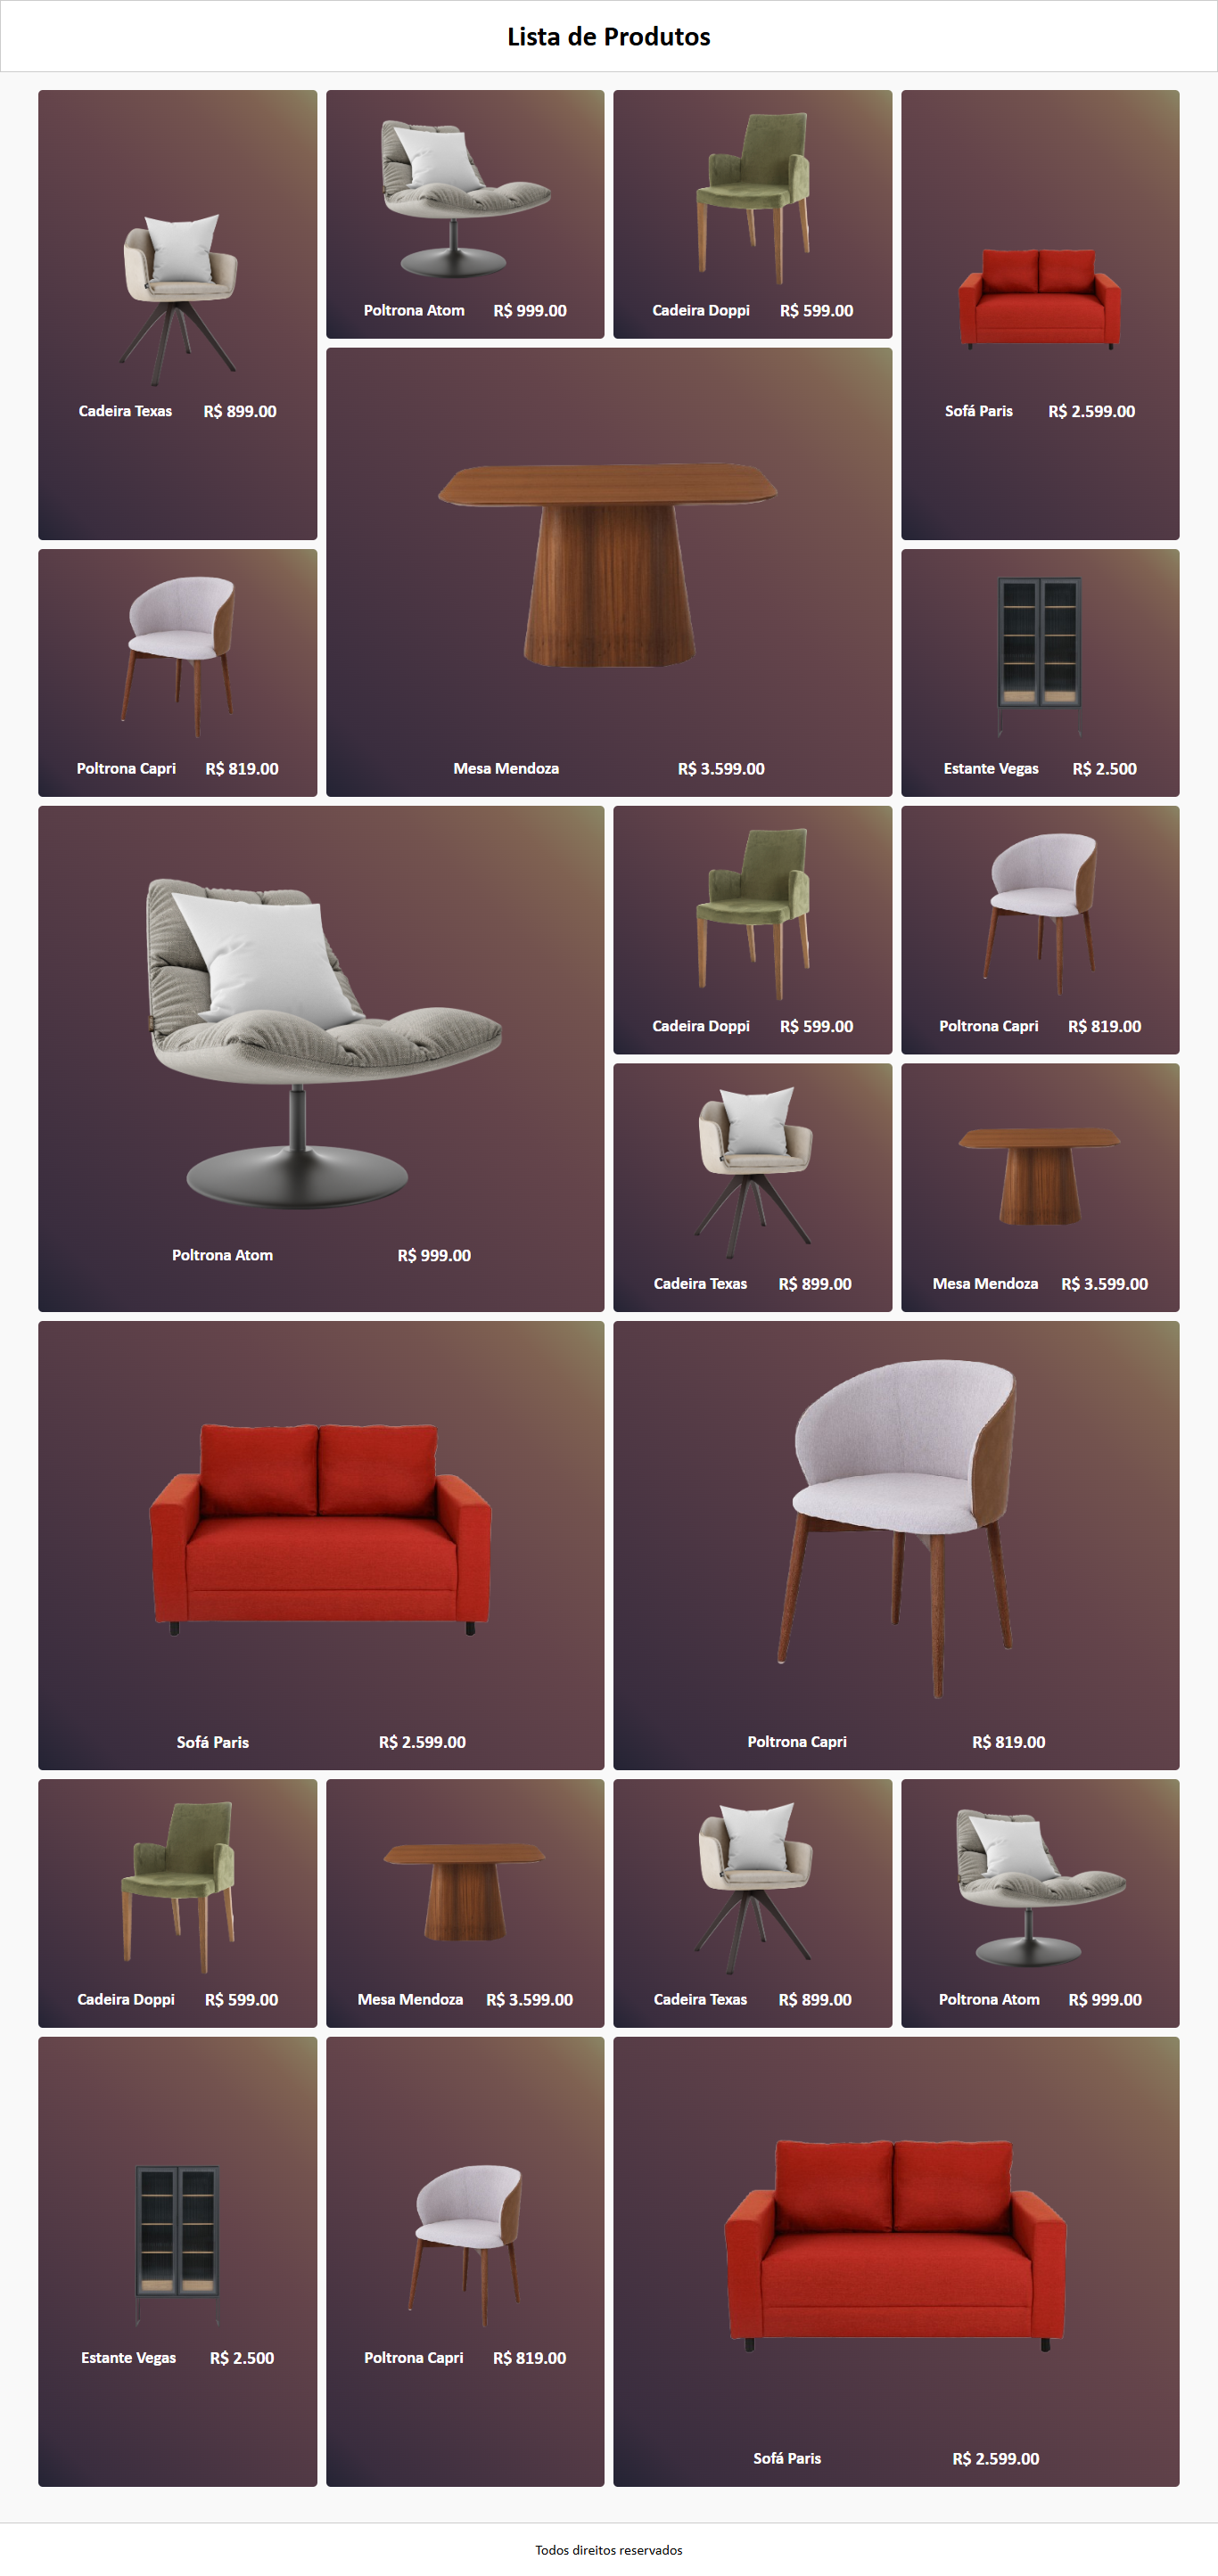 Lista de Produtos
Poltrona Atom R$ 999.00
Cadeira Doppi R$ 599.00
Cadeira Texas R$ 899.00
Sofá Paris R$ 2.599.00
Poltrona Capri R$ 819.00
Mesa Mendoza R$ 3.599.00
Estante Vegas R$ 2.500
Cadeira Doppi R$ 599.00
Poltrona Capri R$ 819.00
Poltrona Atom R$ 999.00
Cadeira Texas R$ 899.00
Mesa Mendoza R$ 3.599.00
Sofá Paris R$ 2.599.00
Poltrona Capri R$ 819.00
Cadeira Doppi R$ 599.00
Mesa Mendoza R$ 3.599.00
Cadeira Texas R$ 899.00
Poltrona Atom R$ 999.00
Estante Vegas R$ 2.500
Poltrona Capri R$ 819.00
Sofá Paris R$ 2.599.00
Todos direitos reservados